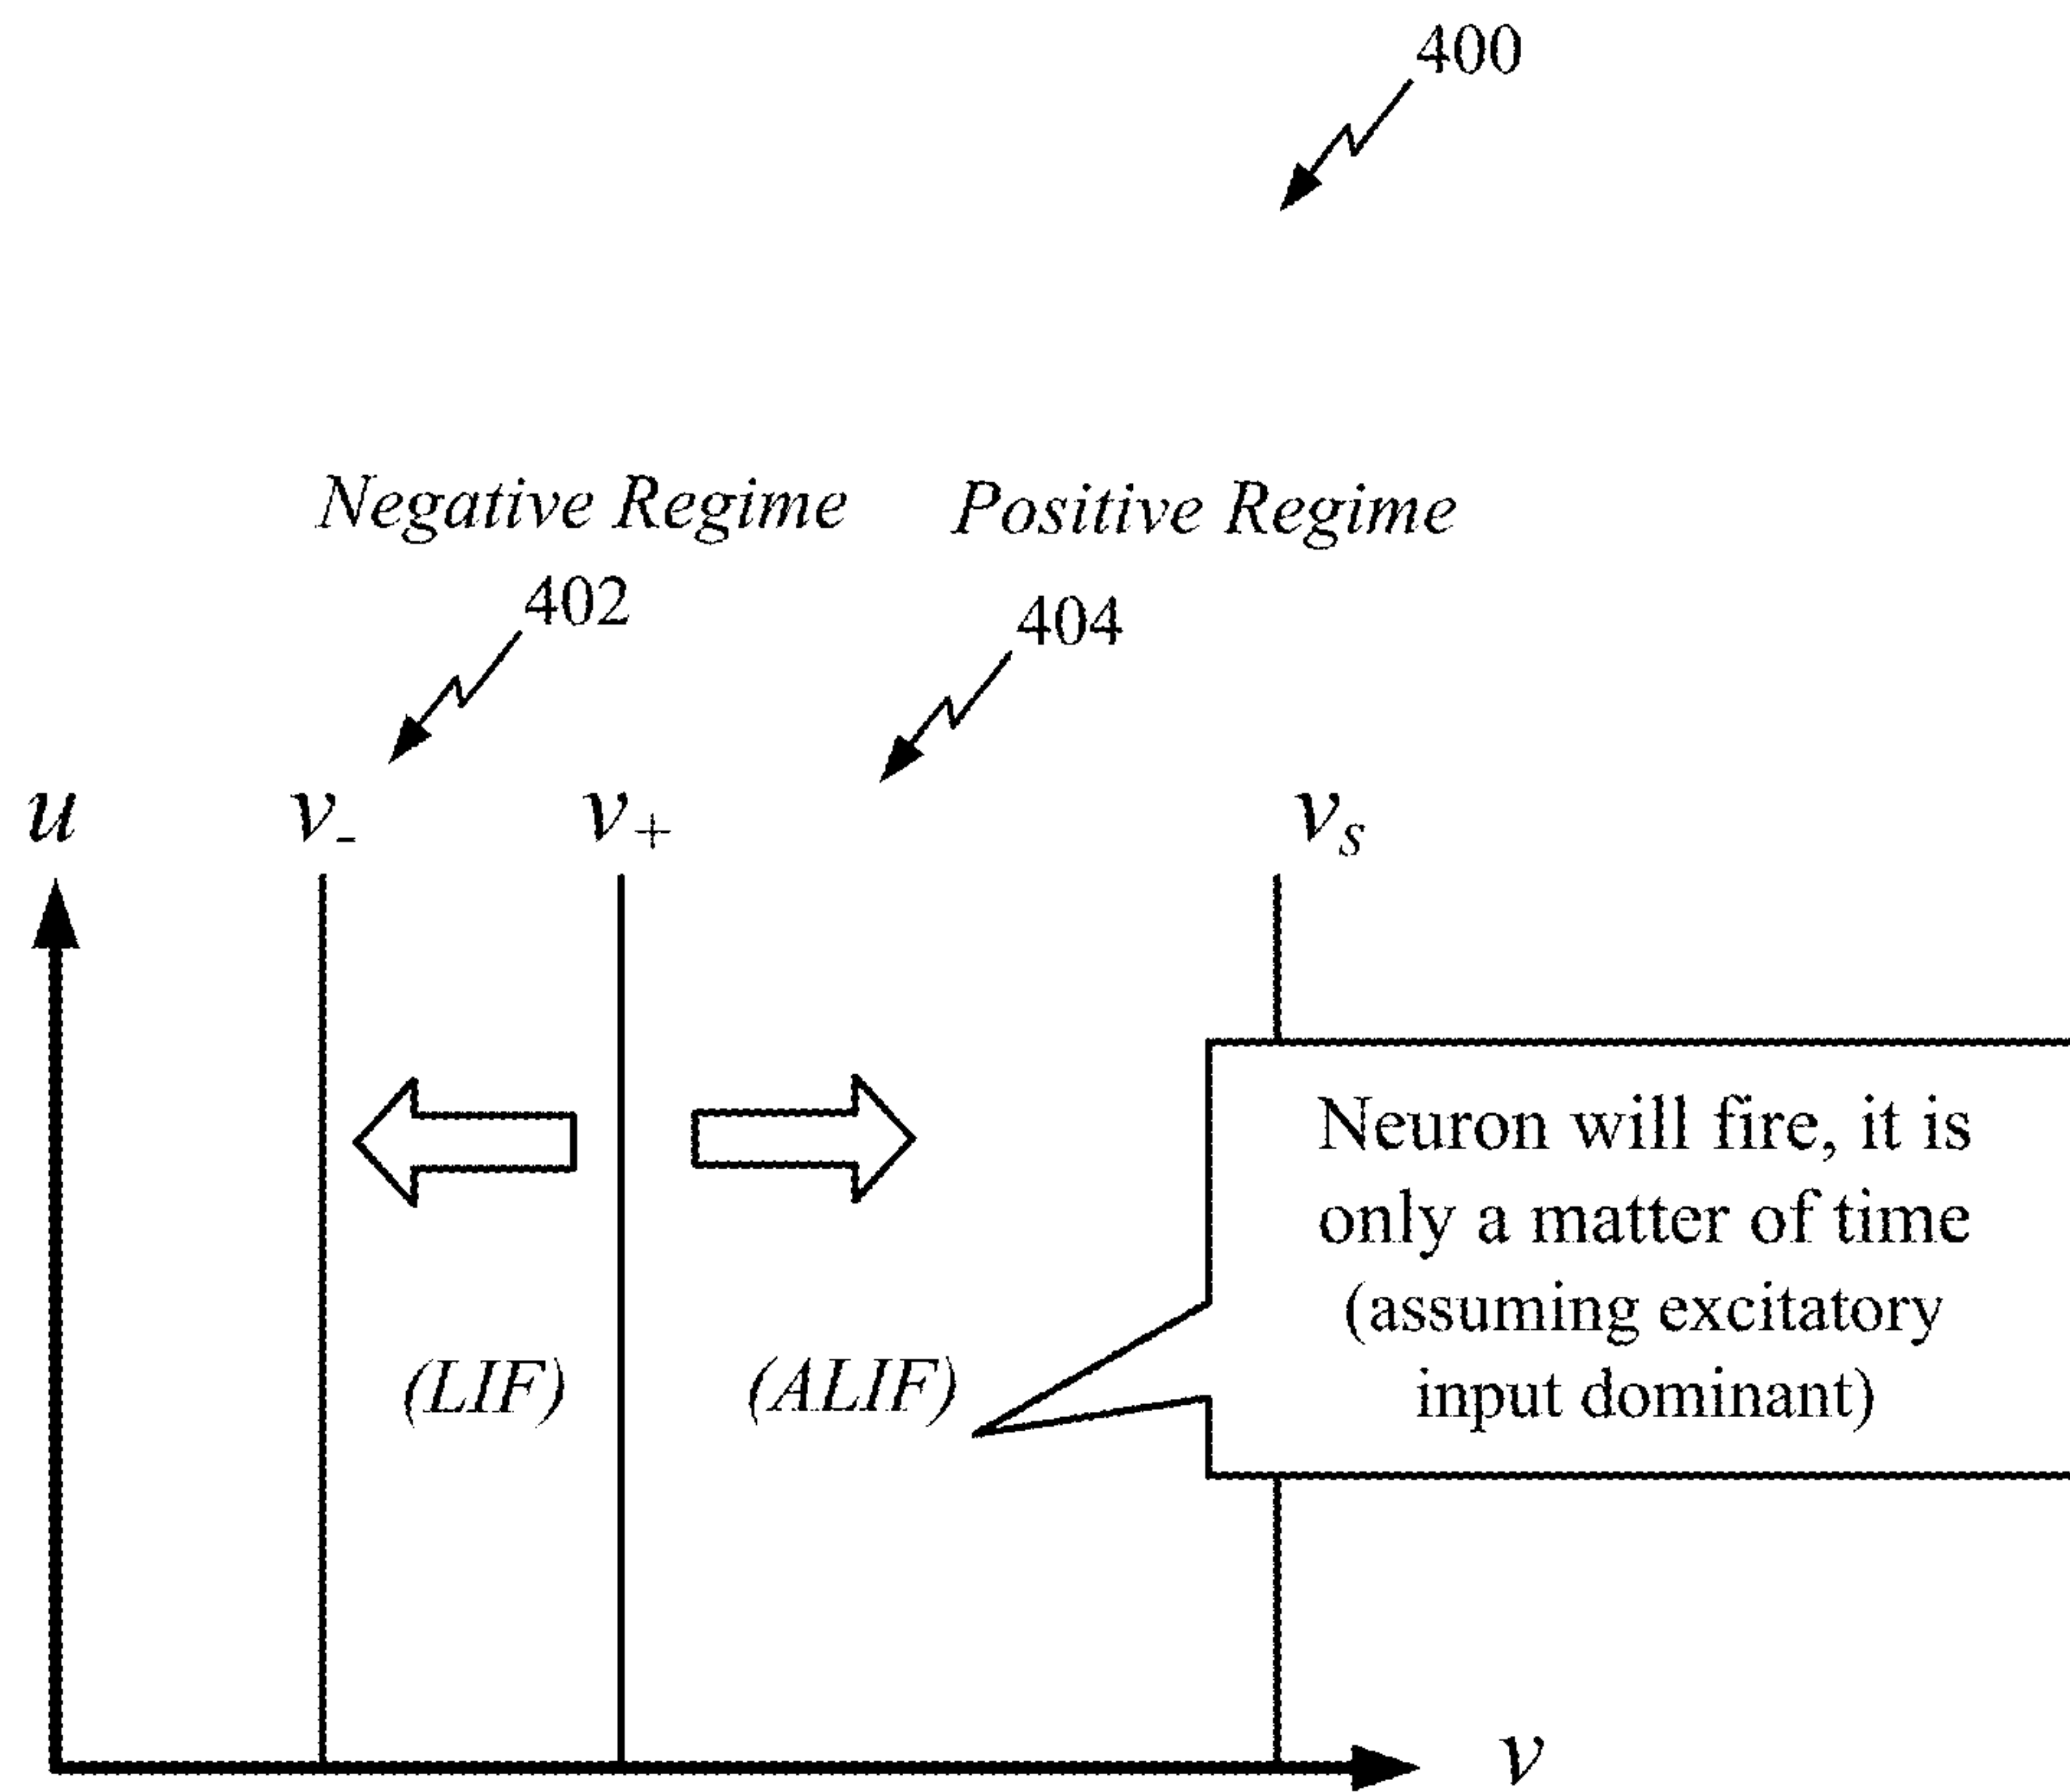 400
Negative Regime
Positive Regime
402
404
u
v-
v+
vs
Neuron will fire, it is
only a matter of time
(assuming excitatory
input dominant)
(LIF)
(ALIF)
v